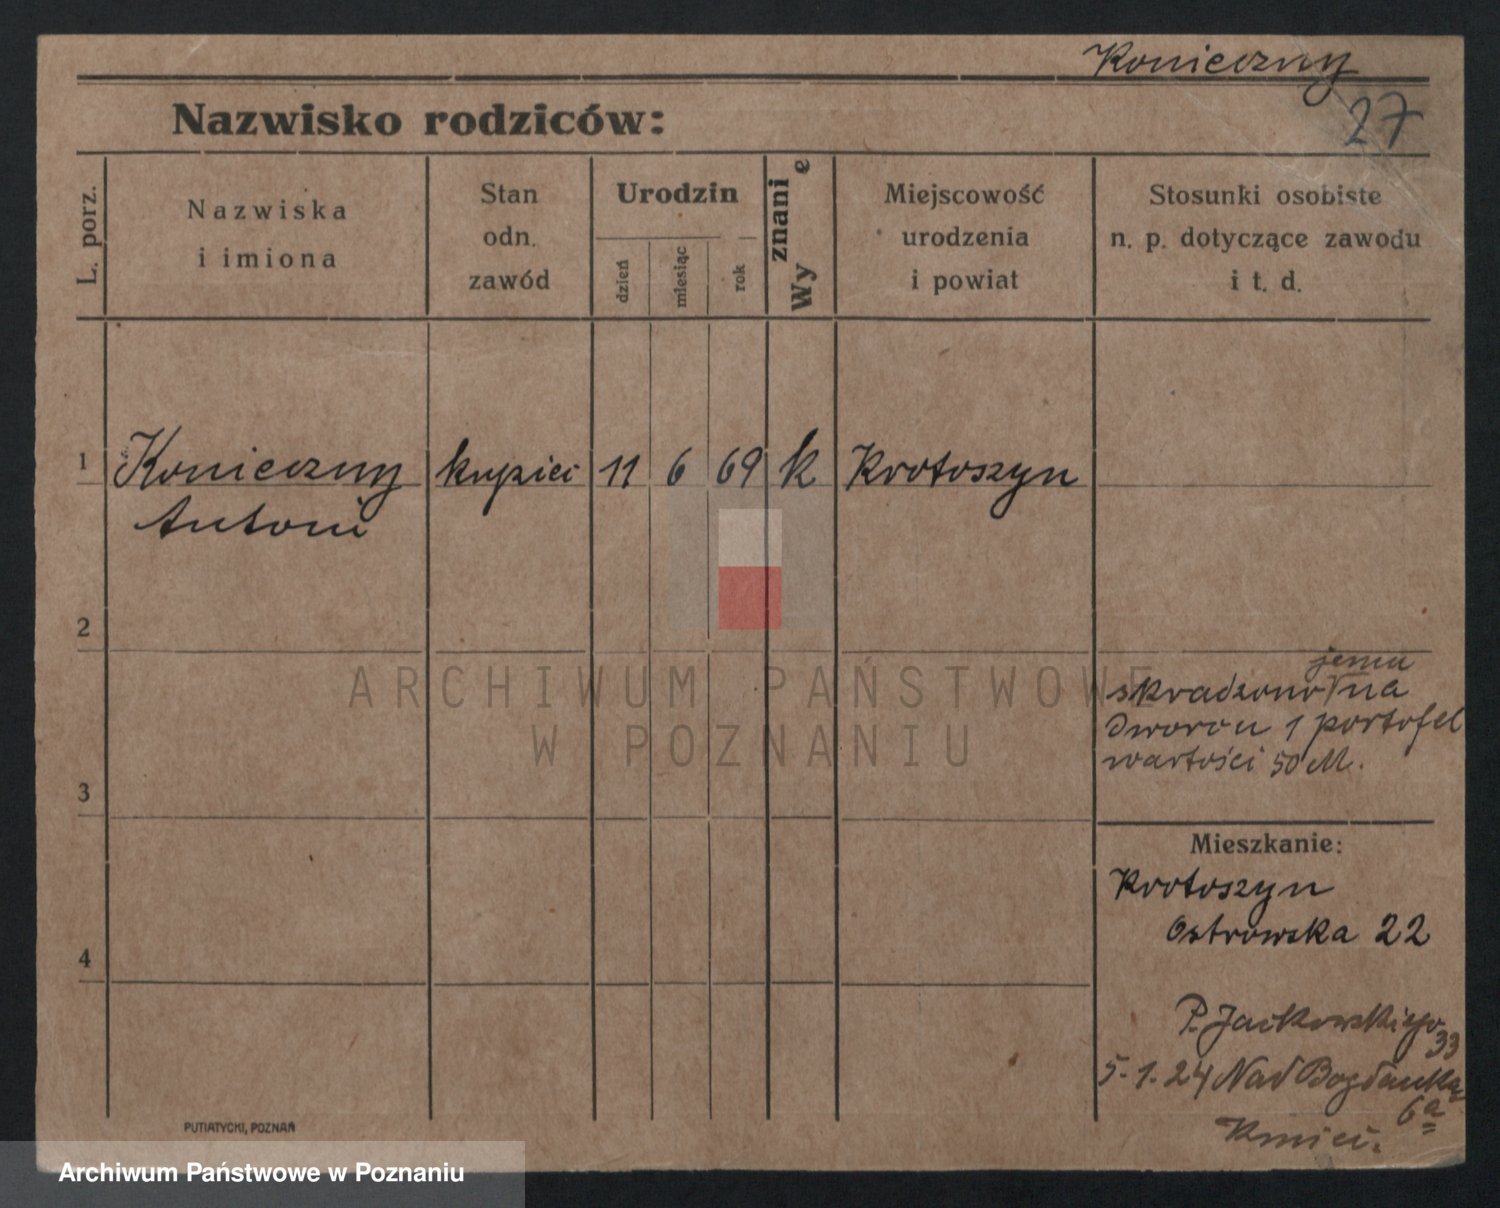 Konieczny
27
Nazwisko rodziców:
L. porz.
Nazwiska
i imiona
Stan
odn.
zawód
Urodzin
dzień
miesiąc
rok
Wyznanie
Miejscowość
urodzenia
i powiat
Stosunki osobiste
n. p. dotyczące zawodu
i t. d.
1 Konieczny kupiec 11 6 69 k Krotoszyn
Antoni
2
jemu
skradzono na
dworcu 1 portofel
wartości 50 M.
ARCHIWUM PAŃSTWOWE
W POZNANIU
3
Mieszkanie:
Krotoszyn
Ostrowska 22
4
P. Jackowskiego
33
5.1.24 Nad Bogdanką
6a
Kmieć.
PUTIATYCKI, POZNAŃ
Archiwum Państwowe w Poznaniu